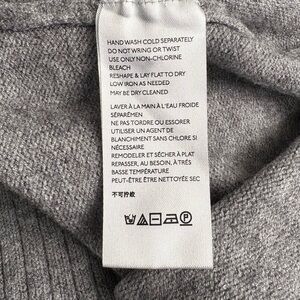 HAND WASH COLD SEPARATELY
DO NOT WRING OR TWIST
USE ONLY NON-CHLORINE
BLEACH
RESHAPE & LAY FLAT TO DRY
LOW IRON AS NEEDED
MAY BE DRY CLEANED
LAVER À LA MAIN À L'EAU FROIDE
SÉPARÉMEN
NE PAS TORDRE OU ESSORER
UTILISER UN AGENT DE
BLANCHIMENT SANS CHLORE SI
NÉCESSAIRE
REMODELER ET SÉCHER À PLAT
REPASSER, AU BESOIN, À TRÈS
BASSE TEMPÉRATURE
PEUT-ÊTRE ÊTRE NETTOYÉE SEC
不可拧绞
P